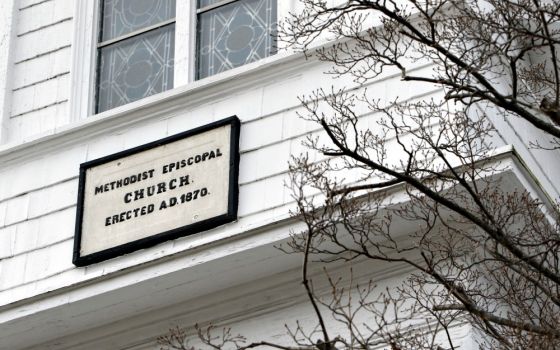 METHODIST EPISCOPAL
CHURCH.
ERECTED A.D. 1870.